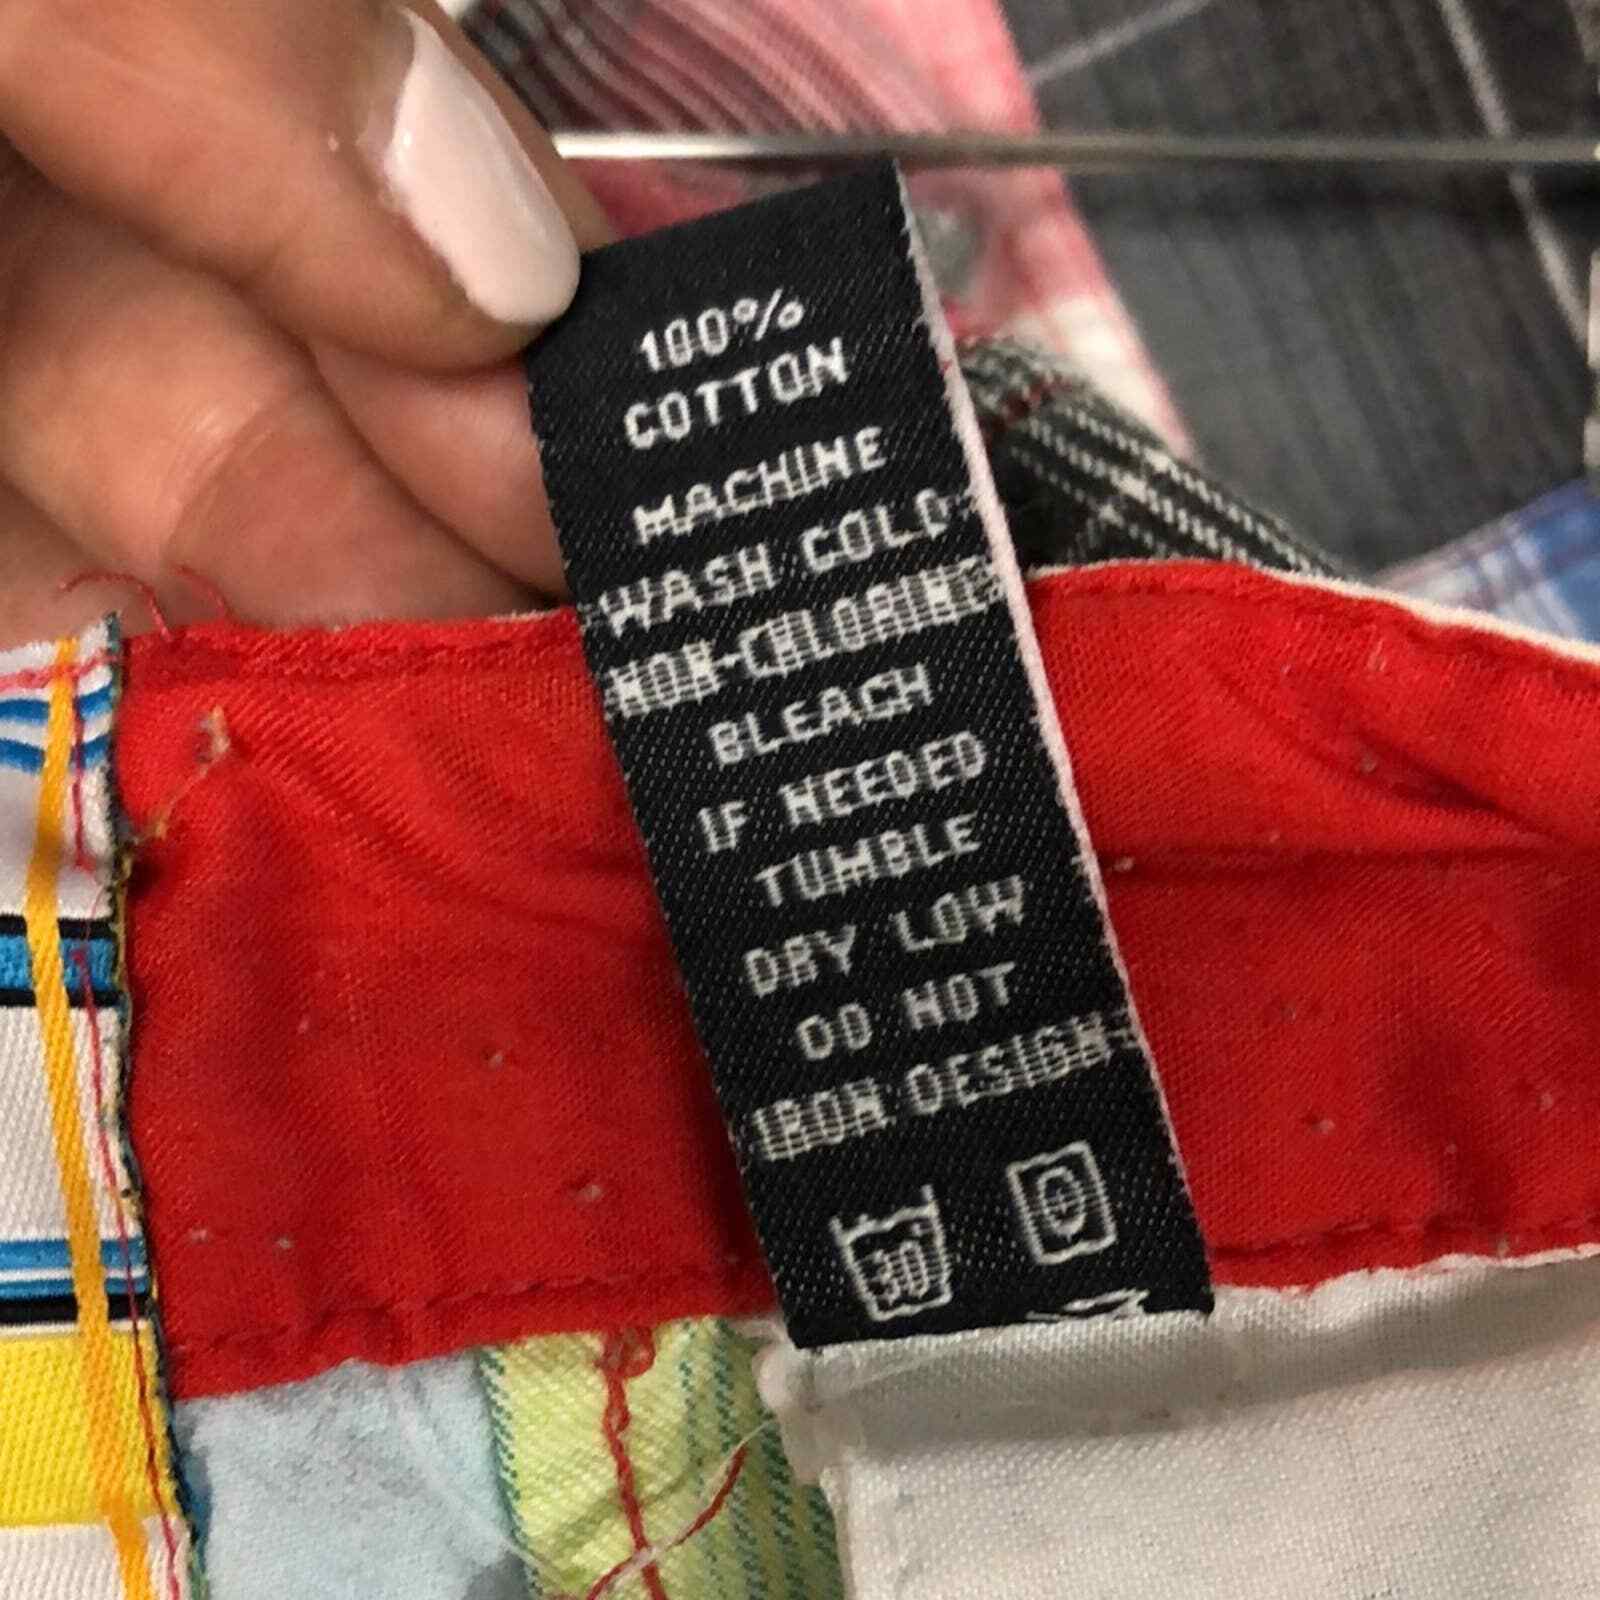 100%
COTTON
MACHINE
WASH COLD
NON-CHLORINE
BLEACH
IF NEEDED
TUMBLE
DRY LOW
DO NOT
IRON DESIGN
30